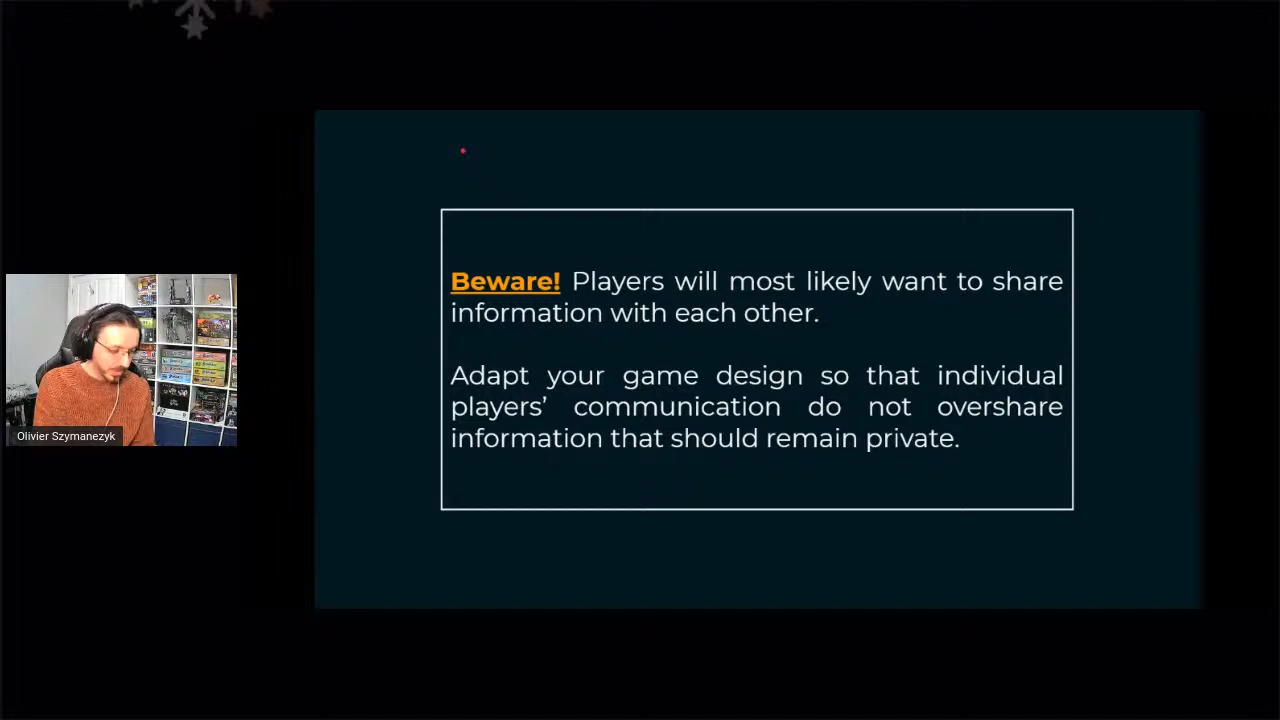 Beware! Players will most likely want to share
information with each other.
Adapt your game design so that individual
players’ communication do not overshare
information that should remain private.
Olivier Szymanezyk